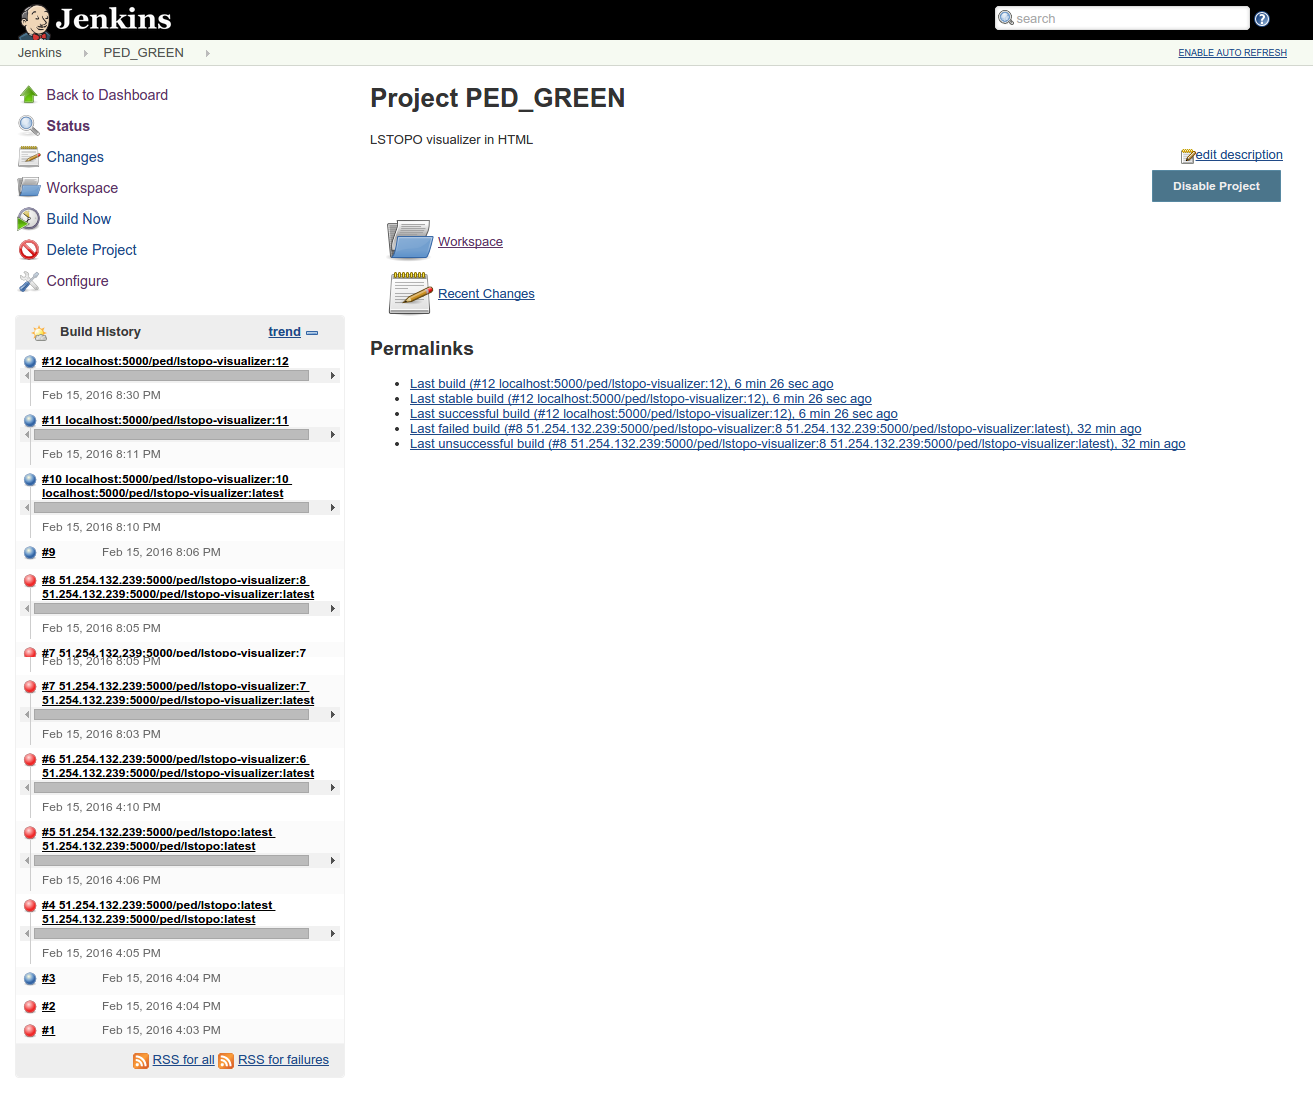 Jenkins
search
Jenkins
PED_GREEN
ENABLE AUTO REFRESH
Back to Dashboard
Status
Changes
Workspace
Build Now
Delete Project
Configure
Build History
trend
#12 localhost:5000/ped/lstopo-visualizer:12
Feb 15, 2016 8:30 PM
#11 localhost:5000/ped/lstopo-visualizer:11
Feb 15, 2016 8:11 PM
#10 localhost:5000/ped/lstopo-visualizer:10
localhost:5000/ped/lstopo-visualizer:latest
Feb 15, 2016 8:10 PM
#9 Feb 15, 2016 8:06 PM
#8 51.254.132.239:5000/ped/lstopo-visualizer:8
51.254.132.239:5000/ped/lstopo-visualizer:latest
Feb 15, 2016 8:05 PM
#7 51.254.132.239:5000/ped/lstopo-visualizer:7
Feb 15, 2016 8:05 PM
#7 51.254.132.239:5000/ped/lstopo-visualizer:7
51.254.132.239:5000/ped/lstopo-visualizer:latest
Feb 15, 2016 8:03 PM
#6 51.254.132.239:5000/ped/lstopo-visualizer:6
51.254.132.239:5000/ped/lstopo-visualizer:latest
Feb 15, 2016 4:10 PM
#5 51.254.132.239:5000/ped/lstopo:latest
51.254.132.239:5000/ped/lstopo:latest
Feb 15, 2016 4:06 PM
#4 51.254.132.239:5000/ped/lstopo:latest
51.254.132.239:5000/ped/lstopo:latest
Feb 15, 2016 4:05 PM
#3 Feb 15, 2016 4:04 PM
#2 Feb 15, 2016 4:04 PM
#1 Feb 15, 2016 4:03 PM
RSS for all RSS for failures
Project PED_GREEN
LSTOPO visualizer in HTML
edit description
Disable Project
Workspace
Recent Changes
Permalinks
Last build (#12 localhost:5000/ped/lstopo-visualizer:12), 6 min 26 sec ago
Last stable build (#12 localhost:5000/ped/lstopo-visualizer:12), 6 min 26 sec ago
Last successful build (#12 localhost:5000/ped/lstopo-visualizer:12), 6 min 26 sec ago
Last failed build (#8 51.254.132.239:5000/ped/lstopo-visualizer:8 51.254.132.239:5000/ped/lstopo-visualizer:latest), 32 min ago
Last unsuccessful build (#8 51.254.132.239:5000/ped/lstopo-visualizer:8 51.254.132.239:5000/ped/lstopo-visualizer:latest), 32 min ago